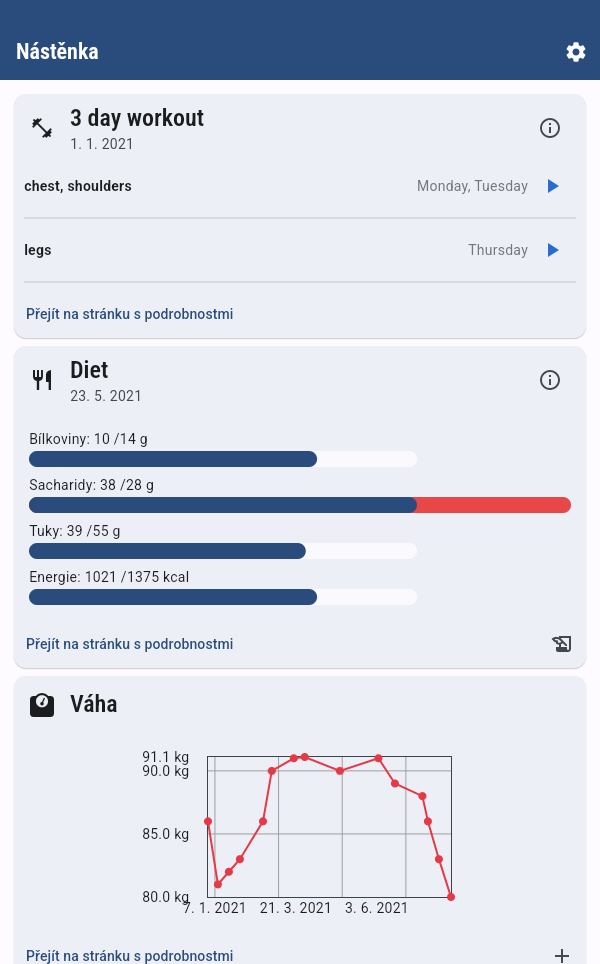 Nástěnka
3 day workout
1. 1. 2021
chest, shoulders Monday, Tuesday
legs Thursday
Přejít na stránku s podrobnostmi
Diet
23. 5. 2021
Bílkoviny: 10 /14 g
Sacharidy: 38 /28 g
Tuky: 39 /55 g
Energie: 1021 /1375 kcal
Přejít na stránku s podrobnostmi
Váha
91.1 kg
90.0 kg
85.0 kg
80.0 kg
7. 1. 2021 21. 3. 2021 3. 6. 2021
Přejít na stránku s podrobnostmi